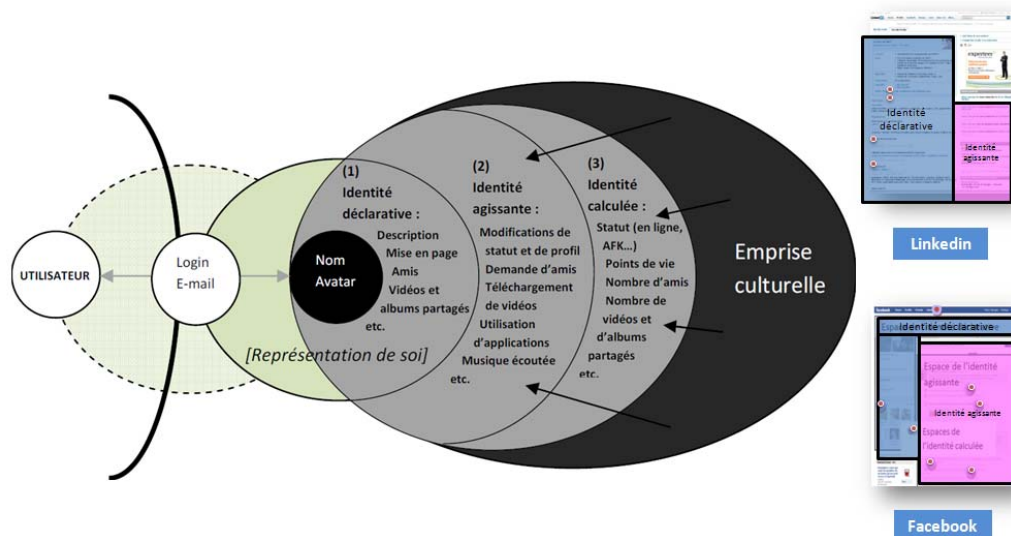 UTILISATEUR
Login
E-mail
Nom
Avatar
[Représentation de soi]
(1)
Identité
déclarative :
Description
Mise en page
Amis
Vidéos et
albums partagés
etc.
(2)
Identité
agissante :
Modifications de
statut et de profil
Demande d'amis
Téléchargement
de vidéos
Utilisation
d'applications
Musique écoutée
etc.
(3)
Identité
calculée :
Statut (en ligne,
AFK...)
Points de vie
Nombre d'amis
Nombre de
vidéos et
d'albums
partagés
etc.
Emprise
culturelle
Identité
déclarative
Identité
agissante
Linkedin
Identité déclarative
Espace de l'identité
agissante
Identité agissante
Espaces de
l'identité calculée
Facebook